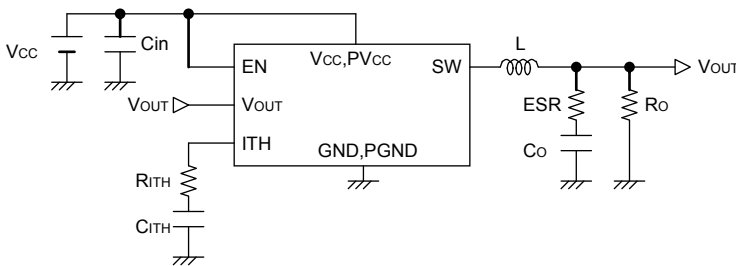 VCC
Cin
EN
VCC,PVCC
SW
L
VOUT
VOUT
VOUT
ESR
RO
CO
ITH
GND,PGND
RITH
CITH